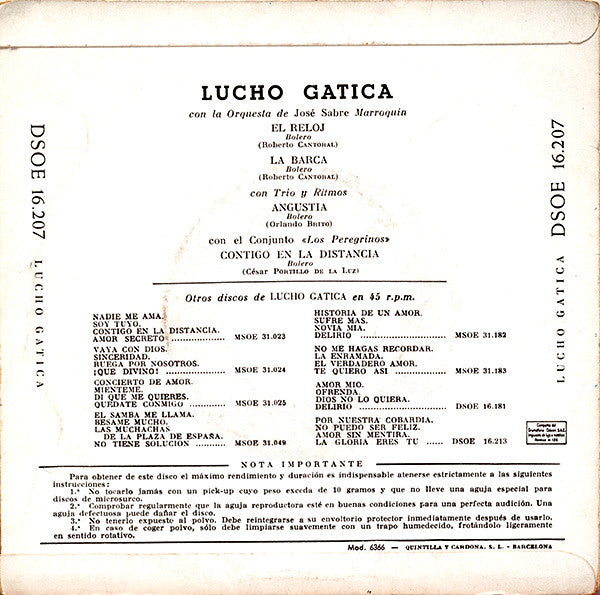 LUCHO GATICA
con la Orquesta de José Sabre Marroquin
EL RELOJ
Bolero
(Roberto CANTORAL)
LA BARCA
Bolero
(Roberto CANTORAL)
con Trio y Ritmos
ANGUSTIA
Bolero
(Orlando BRITO)
con el Conjunto «Los Peregrinos»
CONTIGO EN LA DISTANCIA
Bolero
(César PORTILLO DE LA LUZ)
DSOE 16.207 LUCHO GATICA
Otros discos de LUCHO GATICA en 45 r.p.m.
NADIE ME AMA.
SOY TUYO.
CONTIGO EN LA DISTANCIA.
AMOR SECRETO ............ MSOE 31.023
VAYA CON DIOS.
SINCERIDAD.
RUEGA POR NOSOTROS.
¡QUE DIVINO! ............ MSOE 31.024
CONCIERTO DE AMOR.
MIENTEME.
DI QUE ME QUIERES.
QUEDATE CONMIGO ........ MSOE 31.025
EL SAMBA ME LLAMA.
BESAME MUCHO.
LAS MUCHACHAS
DE LA PLAZA DE ESPAÑA.
NO TIENE SOLUCION ........ MSOE 31.049
HISTORIA DE UN AMOR.
SUFRE MAS.
NOVIA MIA.
DELIRIO .................. MSOE 31.182
NO ME HAGAS RECORDAR.
LA ENRAMADA.
EL VERDADERO AMOR.
TE QUIERO ASI ............ MSOE 31.183
AMOR MIO.
OFRENDA.
DIOS NO LO QUIERA.
DELIRIO .................. DSOE 16.181
POR NUESTRA COBARDIA.
NO PUEDO SER FELIZ.
AMOR SIN MENTIRA.
LA GLORIA ERES TU ...... DSOE 16.213
DSOE 16.207
LUCHO GATICA
NOTA IMPORTANTE
Para obtener de este disco el máximo rendimiento y duración es indispensable atenerse estrictamente a las siguientes
instrucciones:
1.ª No tocarlo jamás con un pick-up cuyo peso exceda de 10 gramos y que no lleve una aguja especial para
discos de microsurco.
2.ª Comprobar regularmente que la aguja reproductora esté en buenas condiciones para una perfecta audición. Una
aguja defectuosa puede dañar el disco.
3.ª No tenerlo expuesto al polvo. Debe reintegrarse a su envoltorio protector inmediatamente después de usarlo.
4.ª En caso de coger polvo, sólo debe limpiarse suavemente con un trapo humedecido, frotándolo ligeramente
en sentido rotativo.
Mod. 6366 — QUINTILLA Y CARDONA, S. L. - BARCELONA